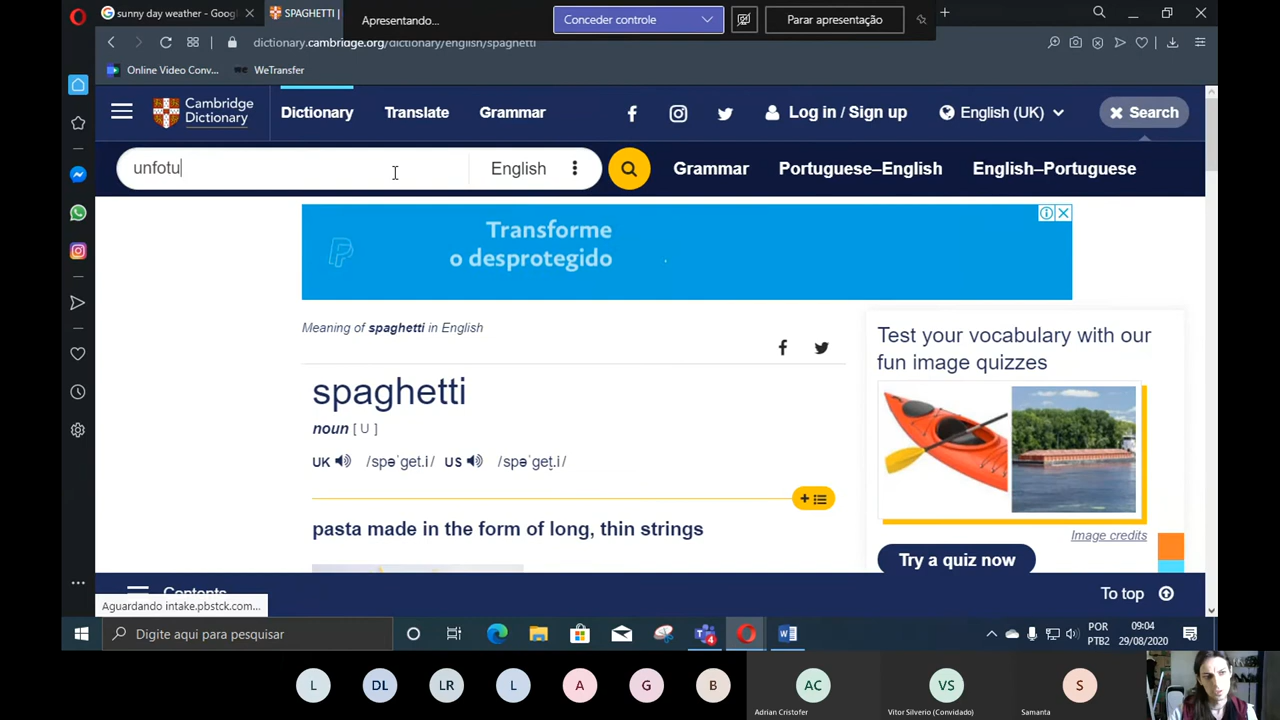 sunny day weather - Googl
SPAGHETTI |
Apresentando...
Conceder controle
Parar apresentação
dictionary.cambridge.org/dictionary/english/spaghetti
Online Video Conv...
WeTransfer
Cambridge
Dictionary
Dictionary
Translate
Grammar
Log in / Sign up
English (UK)
Search
unfotu
English
Grammar
Portuguese–English
English–Portuguese
Transforme
o desprotegido
Meaning of spaghetti in English
Test your vocabulary with our
fun image quizzes
spaghetti
noun [ U ]
UK /spəˈɡet.i/ US /spəˈɡet̬.i/
pasta made in the form of long, thin strings
Image credits
Try a quiz now
Contents
To top
Aguardando intake.pbstck.com...
Digite aqui para pesquisar
4
POR
PTB2
09:04
29/08/2020
L
DL
LR
L
A
G
B
AC
VS
S
Adrian Cristofer
Vitor Silverio (Convidado)
Samanta